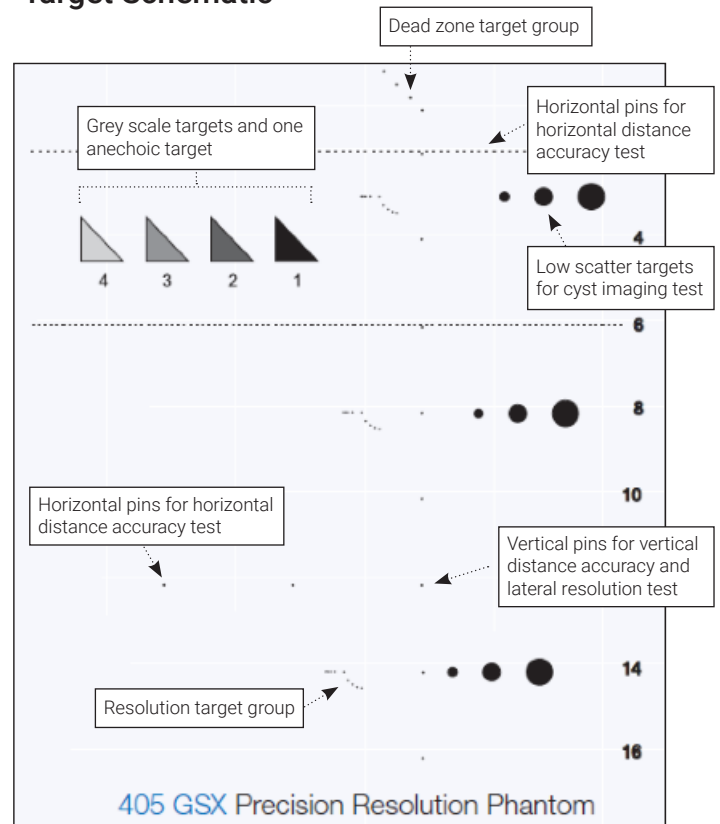 Target Schematic
Dead zone target group
Horizontal pins for
horizontal distance
accuracy test
Grey scale targets and one
anechoic target
4
3
2
1
4
Low scatter targets
for cyst imaging test
6
8
10
Horizontal pins for horizontal
distance accuracy test
Vertical pins for vertical
distance accuracy and
lateral resolution test
14
Resolution target group
16
405 GSX Precision Resolution Phantom